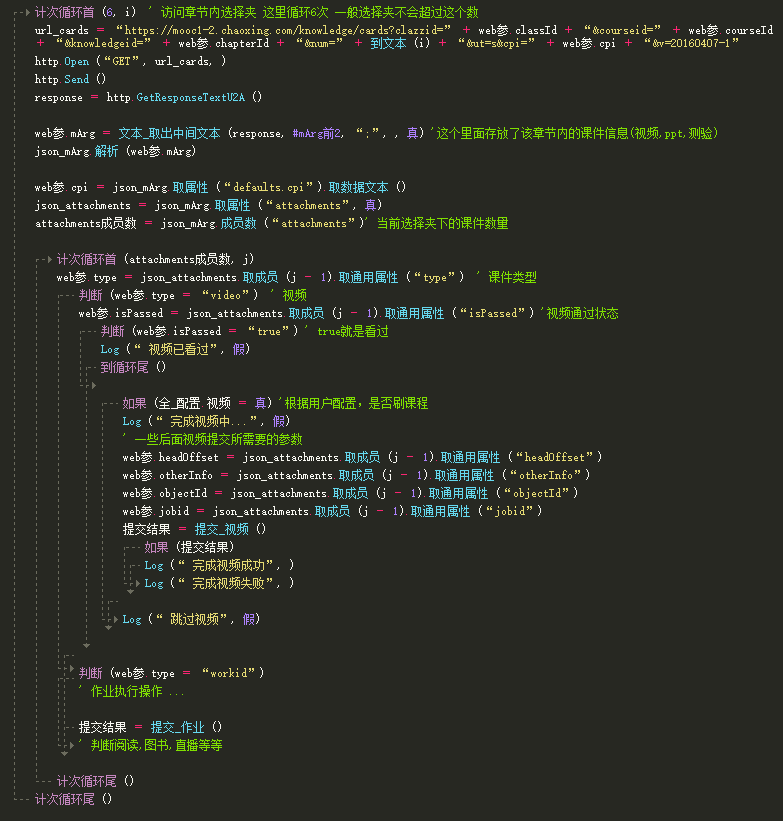 计次循环首 (6, i) ' 访问章节内选择夹 这里循环6次 一般选择夹不会超过这个数
url_cards = “https://mooc1-2.chaoxing.com/knowledge/cards?clazzid=” + web参.classId + “&courseid=” + web参.courseId
+ “&knowledgeid=” + web参.chapterId + “&num=” + 到文本 (i) + “&ut=s&cpi=” + web参.cpi + “&v=20160407-1”
http.Open (“GET”, url_cards, )
http.Send ()
response = http.GetResponseTextU2A ()
web参.mArg = 文本_取出中间文本 (response, #mArg前2, “;”, , 真) '这个里面存放了该章节内的课件信息(视频,ppt,测验)
json_mArg.解析 (web参.mArg)
web参.cpi = json_mArg.取属性 (“defaults.cpi”).取数据文本 ()
json_attachments = json_mArg.取属性 (“attachments”, 真)
attachments成员数 = json_mArg.成员数 (“attachments”)' 当前选择夹下的课件数量
计次循环首 (attachments成员数, j)
web参.type = json_attachments.取成员 (j - 1).取通用属性 (“type”) ' 课件类型
判断 (web参.type = “video”) ' 视频
web参.isPassed = json_attachments.取成员 (j - 1).取通用属性 (“isPassed”)'视频通过状态
判断 (web参.isPassed = “true”)' true就是看过
Log (“ 视频已看过”, 假)
到循环尾 ()
如果 (全_配置.视频 = 真)'根据用户配置，是否刷课程
Log (“ 完成视频中...”, 假)
' 一些后面视频提交所需要的参数
web参.headOffset = json_attachments.取成员 (j - 1).取通用属性 (“headOffset”)
web参.otherInfo = json_attachments.取成员 (j - 1).取通用属性 (“otherInfo”)
web参.objectId = json_attachments.取成员 (j - 1).取通用属性 (“objectId”)
web参.jobid = json_attachments.取成员 (j - 1).取通用属性 (“jobid”)
提交结果 = 提交_视频 ()
如果 (提交结果)
Log (“ 完成视频成功”, )
Log (“ 完成视频失败”, )
Log (“ 跳过视频”, 假)
判断 (web参.type = “workid”)
' 作业执行操作 ...
提交结果 = 提交_作业 ()
' 判断阅读,图书,直播等等
计次循环尾 ()
计次循环尾 ()